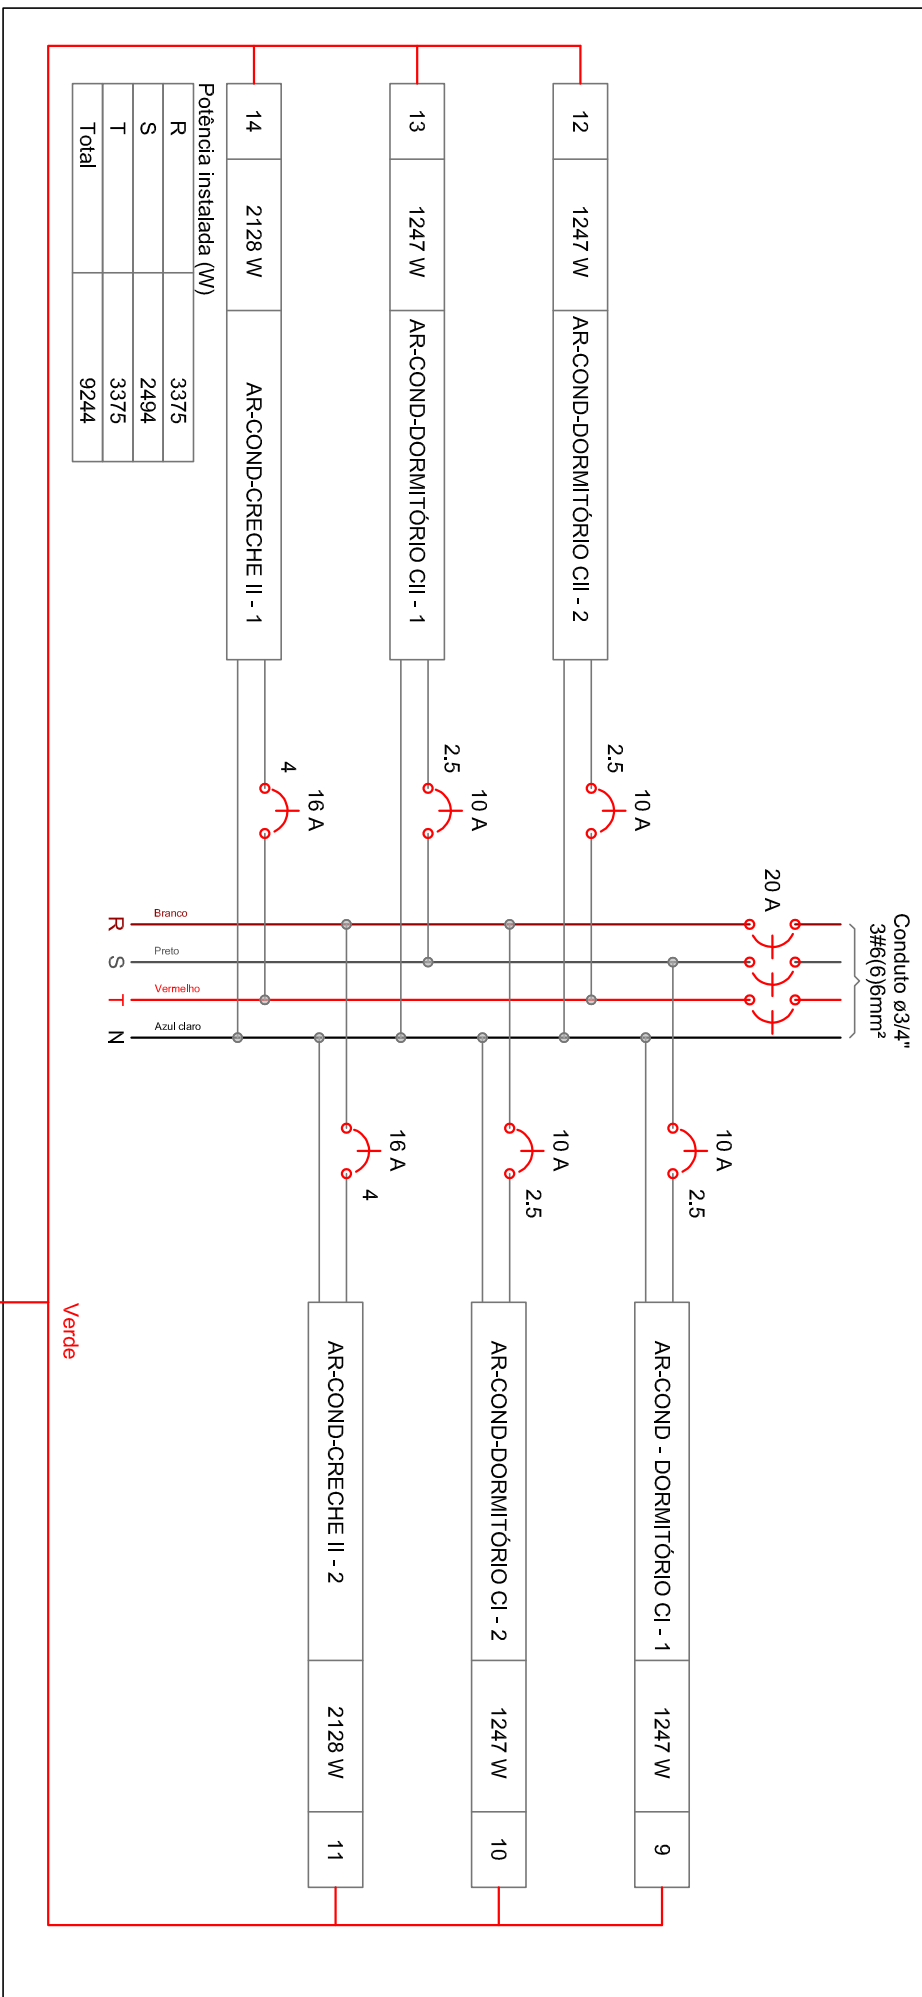 Conduto ø3/4"
3#6(6)6mm²
20 A
10 A
2.5
12
1247 W
AR-COND-DORMITÓRIO CII - 2
10 A
2.5
AR-COND - DORMITÓRIO CI - 1
1247 W
9
10 A
2.5
13
1247 W
AR-COND-DORMITÓRIO CII - 1
10 A
2.5
AR-COND-DORMITÓRIO CI - 2
1247 W
10
16 A
4
14
2128 W
AR-COND-CRECHE II - 1
16 A
4
AR-COND-CRECHE II - 2
2128 W
11
R
Branco
S
Preto
T
Vermelho
N
Azul claro
Potência instalada (W)
R 3375
S 2494
T 3375
Total 9244
Verde